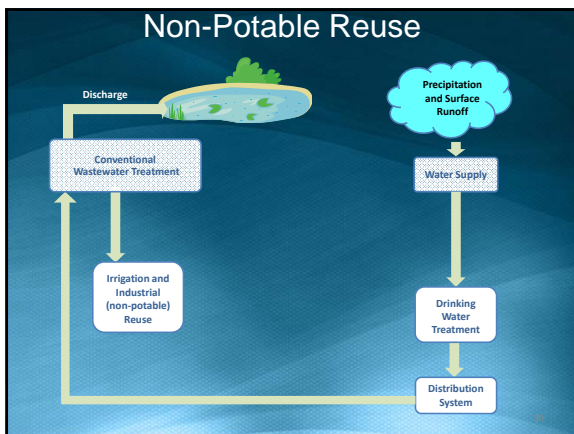 Non-Potable Reuse
Discharge
Precipitation
and Surface
Runoff
Conventional
Wastewater Treatment
Water Supply
Irrigation and
Industrial
(non-potable)
Reuse
Drinking
Water
Treatment
Distribution
System